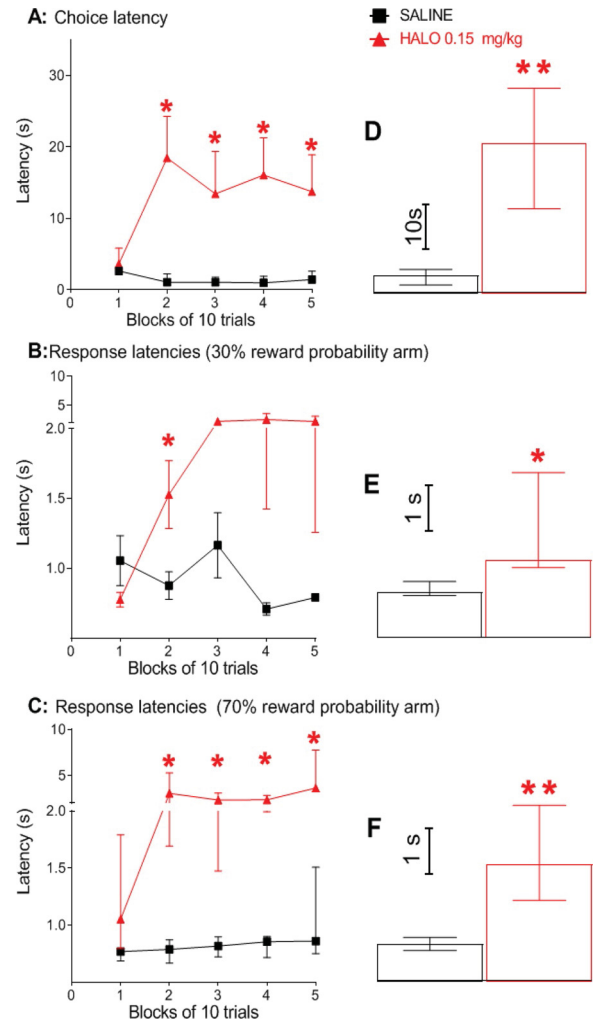 A: Choice latency
SALINE
HALO 0.15 mg/kg
Latency (s)
30
20
10
0
* * * *
0 1 2 3 4 5
Blocks of 10 trials
D
10s
* *
B: Response latencies (30% reward probability arm)
Latency (s)
10
5
2.0
1.5
1.0
*
0 1 2 3 4 5
Blocks of 10 trials
E
1 s
*
C: Response latencies (70% reward probability arm)
Latency (s)
10
5
2.0
1.5
1.0
* * * *
0 1 2 3 4 5
Blocks of 10 trials
F
1 s
* *